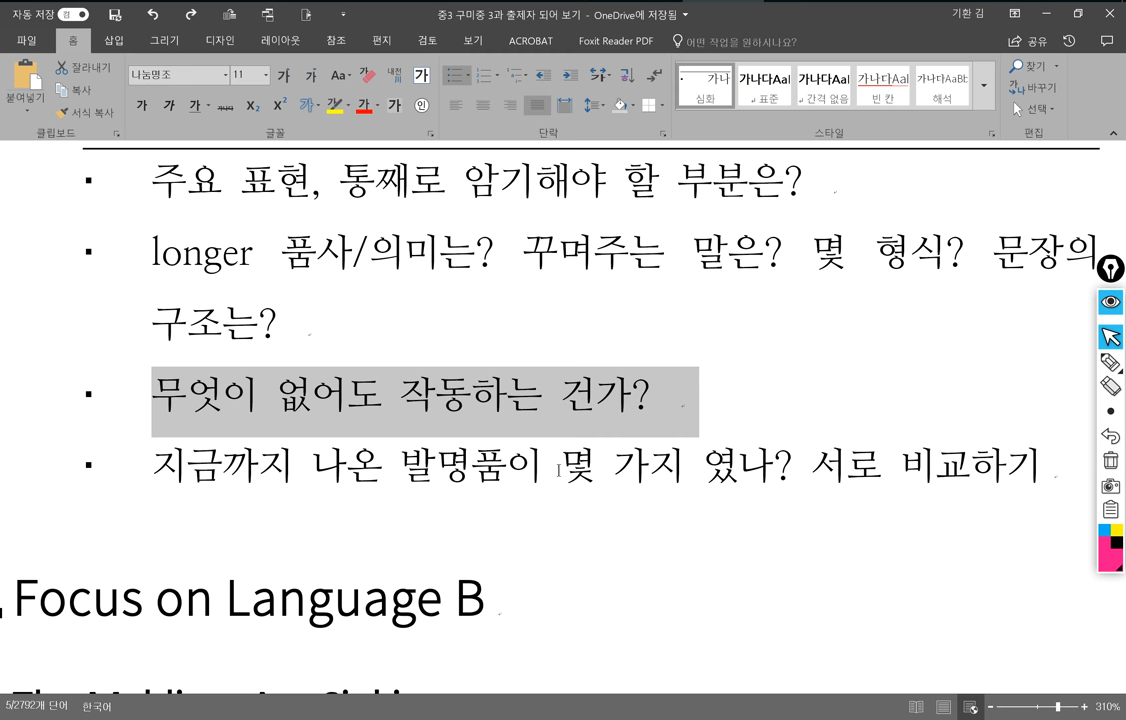 자동 저장 켬 중3 구미중 3과 출제자 되어 보기 - OneDrive에 저장됨 기환 김
파일 홈 삽입 그리기 디자인 레이아웃 참조 편지 검토 보기 ACROBAT Foxit Reader PDF 어떤 작업을 원하시나요? 공유
붙여넣기 잘라내기 복사 서식 복사
나눔명조 11
가나 심화
가나다AaI 표준
가나다AaI 간격 없음
가나다AaI 빈 칸
가나다AaBt 해석
찾기 바꾸기 선택
클립보드 글꼴 단락 스타일 편집
▪ 주요 표현, 통째로 암기해야 할 부분은?
▪ longer 품사/의미는? 꾸며주는 말은? 몇 형식? 문장의
구조는?
▪ 무엇이 없어도 작동하는 건가?
▪ 지금까지 나온 발명품이 몇 가지 였나? 서로 비교하기
Focus on Language B
5/2792개 단어 한국어 310%